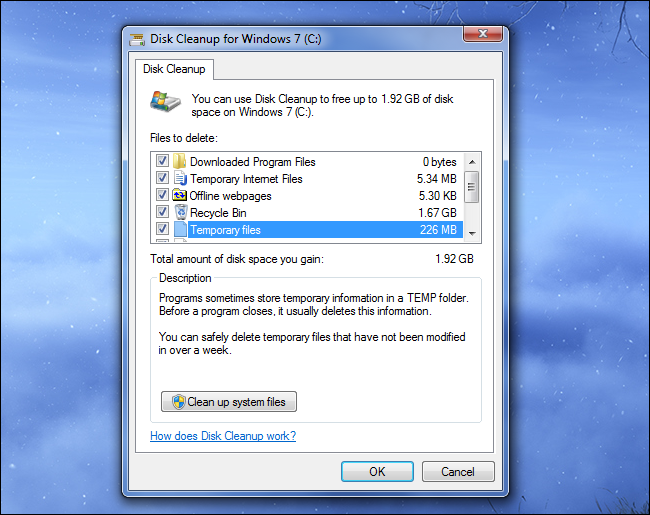 Disk Cleanup for Windows 7 (C:)
Disk Cleanup
You can use Disk Cleanup to free up to 1.92 GB of disk
space on Windows 7 (C:).
Files to delete:
Downloaded Program Files 0 bytes
Temporary Internet Files 5.34 MB
Offline webpages 5.30 KB
Recycle Bin 1.67 GB
Temporary files 226 MB
Total amount of disk space you gain: 1.92 GB
Description
Programs sometimes store temporary information in a TEMP folder.
Before a program closes, it usually deletes this information.
You can safely delete temporary files that have not been modified
in over a week.
Clean up system files
How does Disk Cleanup work?
OK Cancel